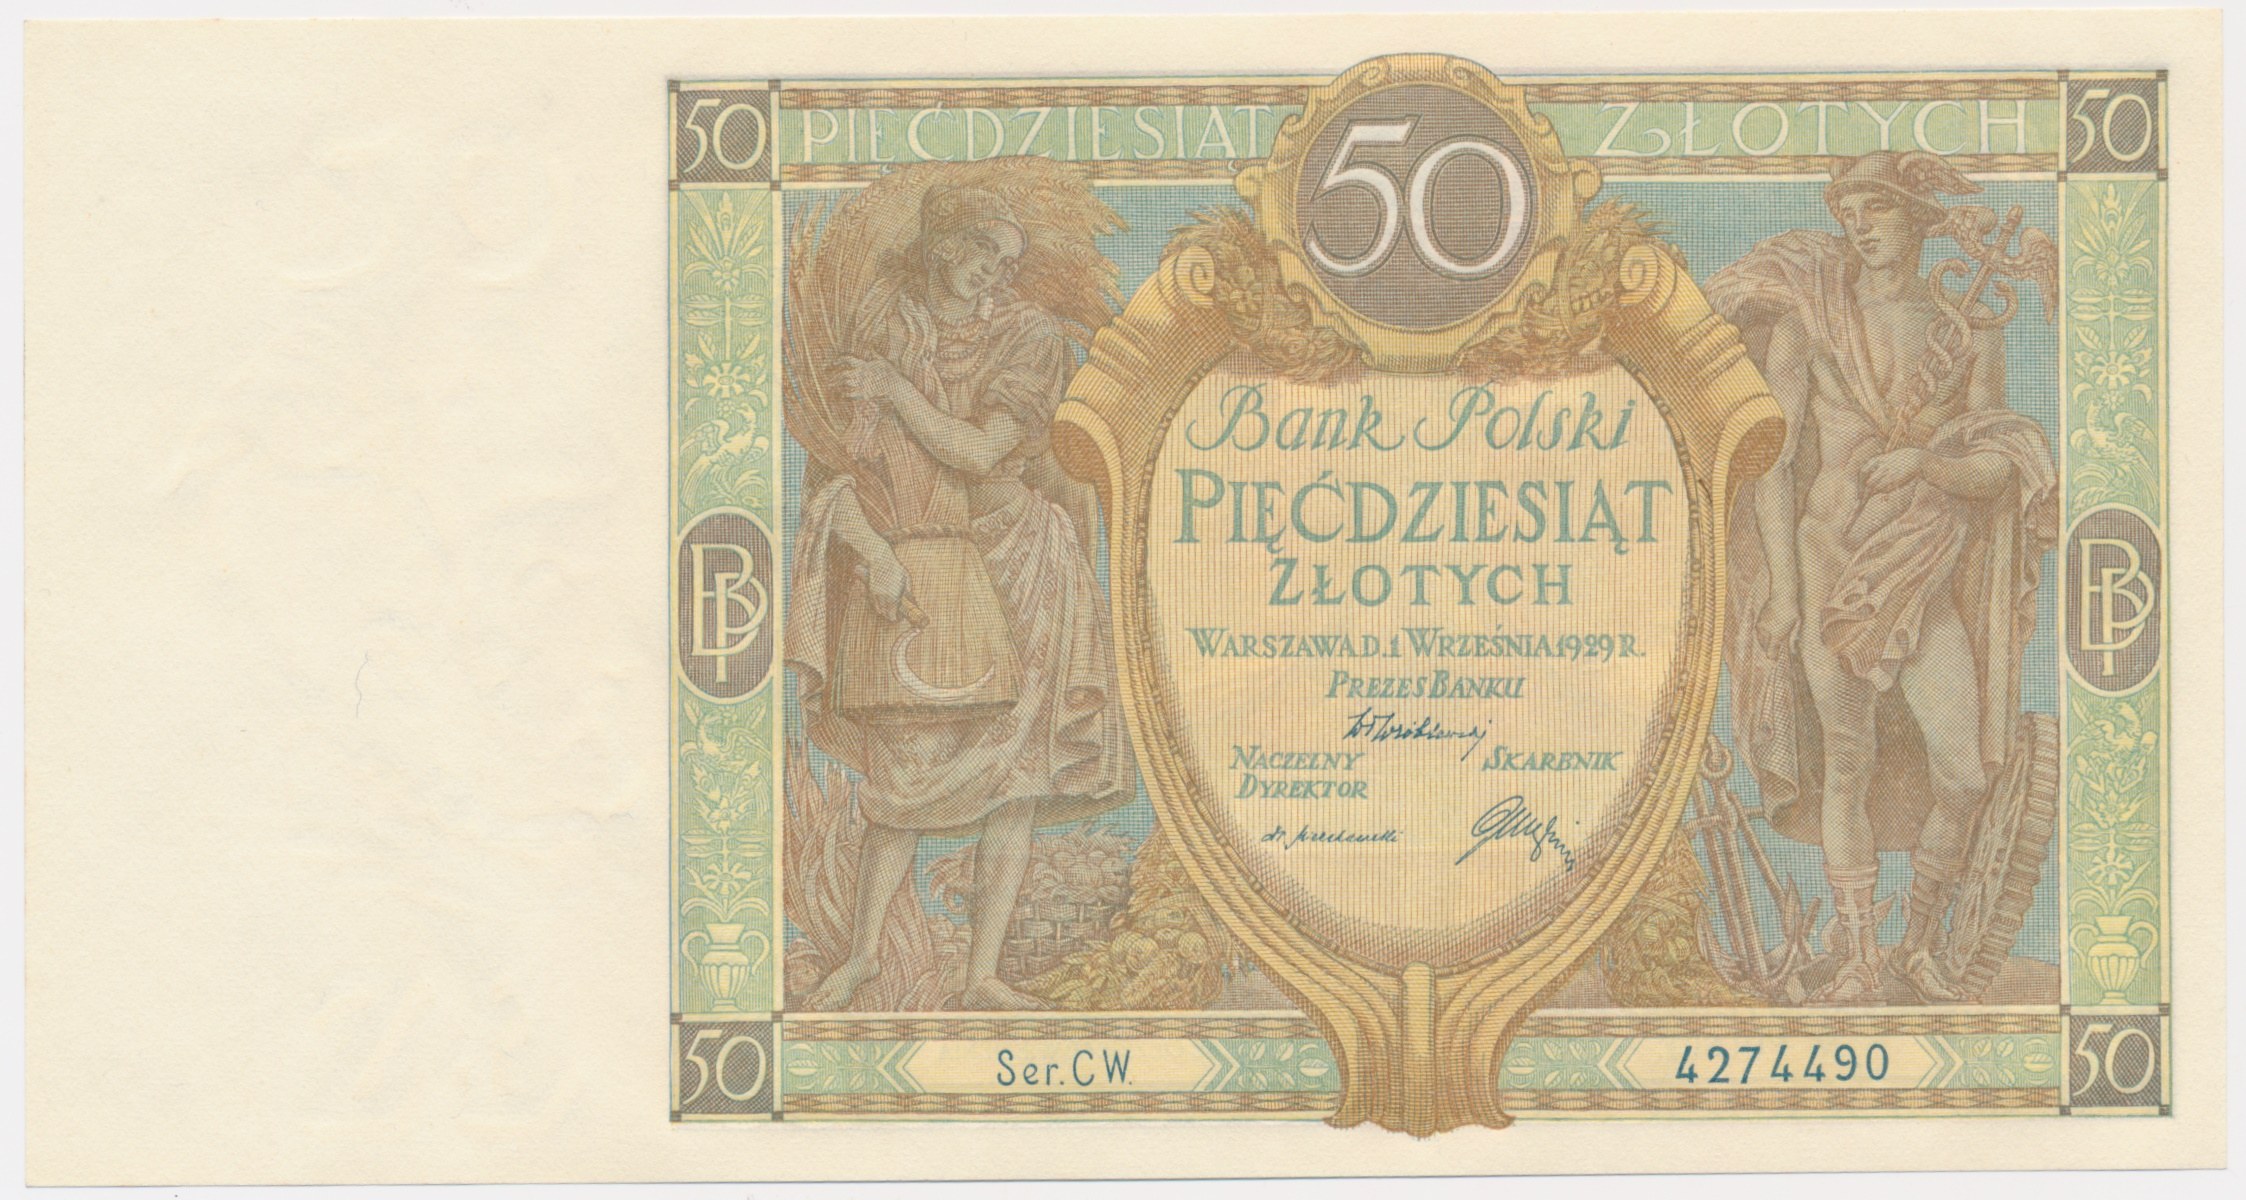 50 PIĘĆDZIESIĄT 50 ZŁOTYCH 50
Bank Polski
PIĘĆDZIESIĄT
ZŁOTYCH
WARSZAWA D. 1 WRZEŚNIA 1929 R.
PREZES BANKU
NACZELNY SKARBNIK
DYREKTOR
BP BP
50 Ser. CW. 4274490 50